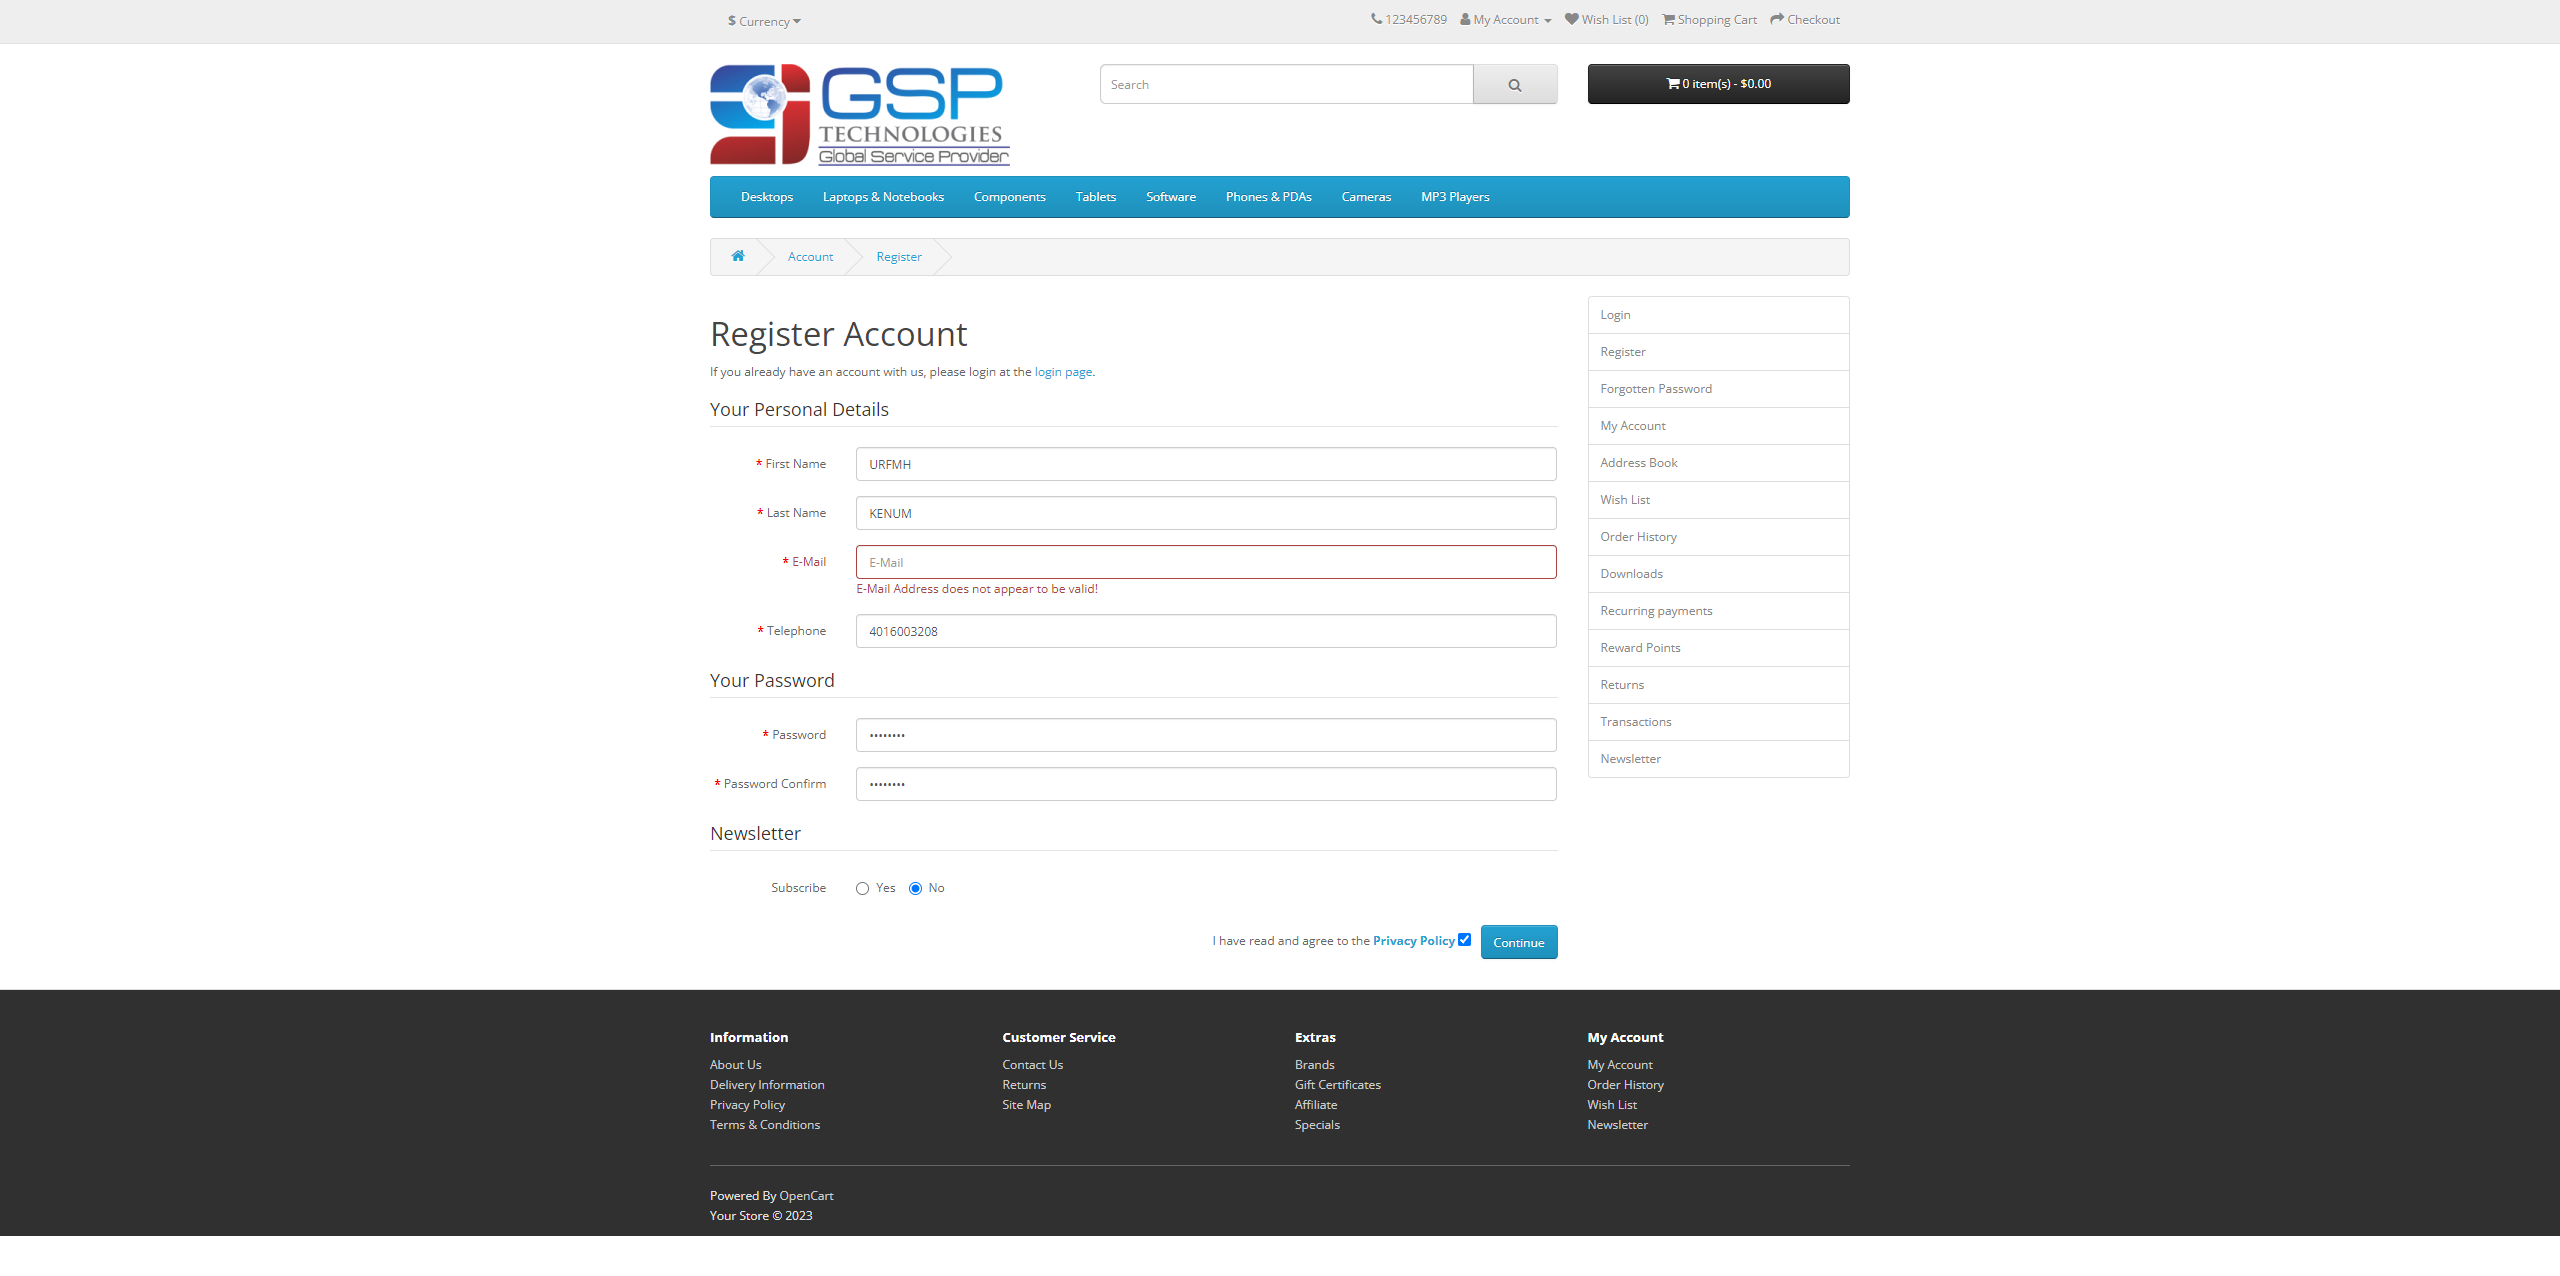 $ Currency
123456789 My Account Wish List (0) Shopping Cart Checkout
GSP
TECHNOLOGIES
Global Service Provider
Search
0 item(s) - $0.00
Desktops Laptops & Notebooks Components Tablets Software Phones & PDAs Cameras MP3 Players
Account Register
Register Account
If you already have an account with us, please login at the login page.
Your Personal Details
* First Name URFMH
* Last Name KENUM
* E-Mail E-Mail
E-Mail Address does not appear to be valid!
* Telephone 4016003208
Your Password
* Password ••••••••
* Password Confirm ••••••••
Newsletter
Subscribe Yes No
I have read and agree to the Privacy Policy Continue
Login
Register
Forgotten Password
My Account
Address Book
Wish List
Order History
Downloads
Recurring payments
Reward Points
Returns
Transactions
Newsletter
Information
About Us
Delivery Information
Privacy Policy
Terms & Conditions
Customer Service
Contact Us
Returns
Site Map
Extras
Brands
Gift Certificates
Affiliate
Specials
My Account
My Account
Order History
Wish List
Newsletter
Powered By OpenCart
Your Store © 2023